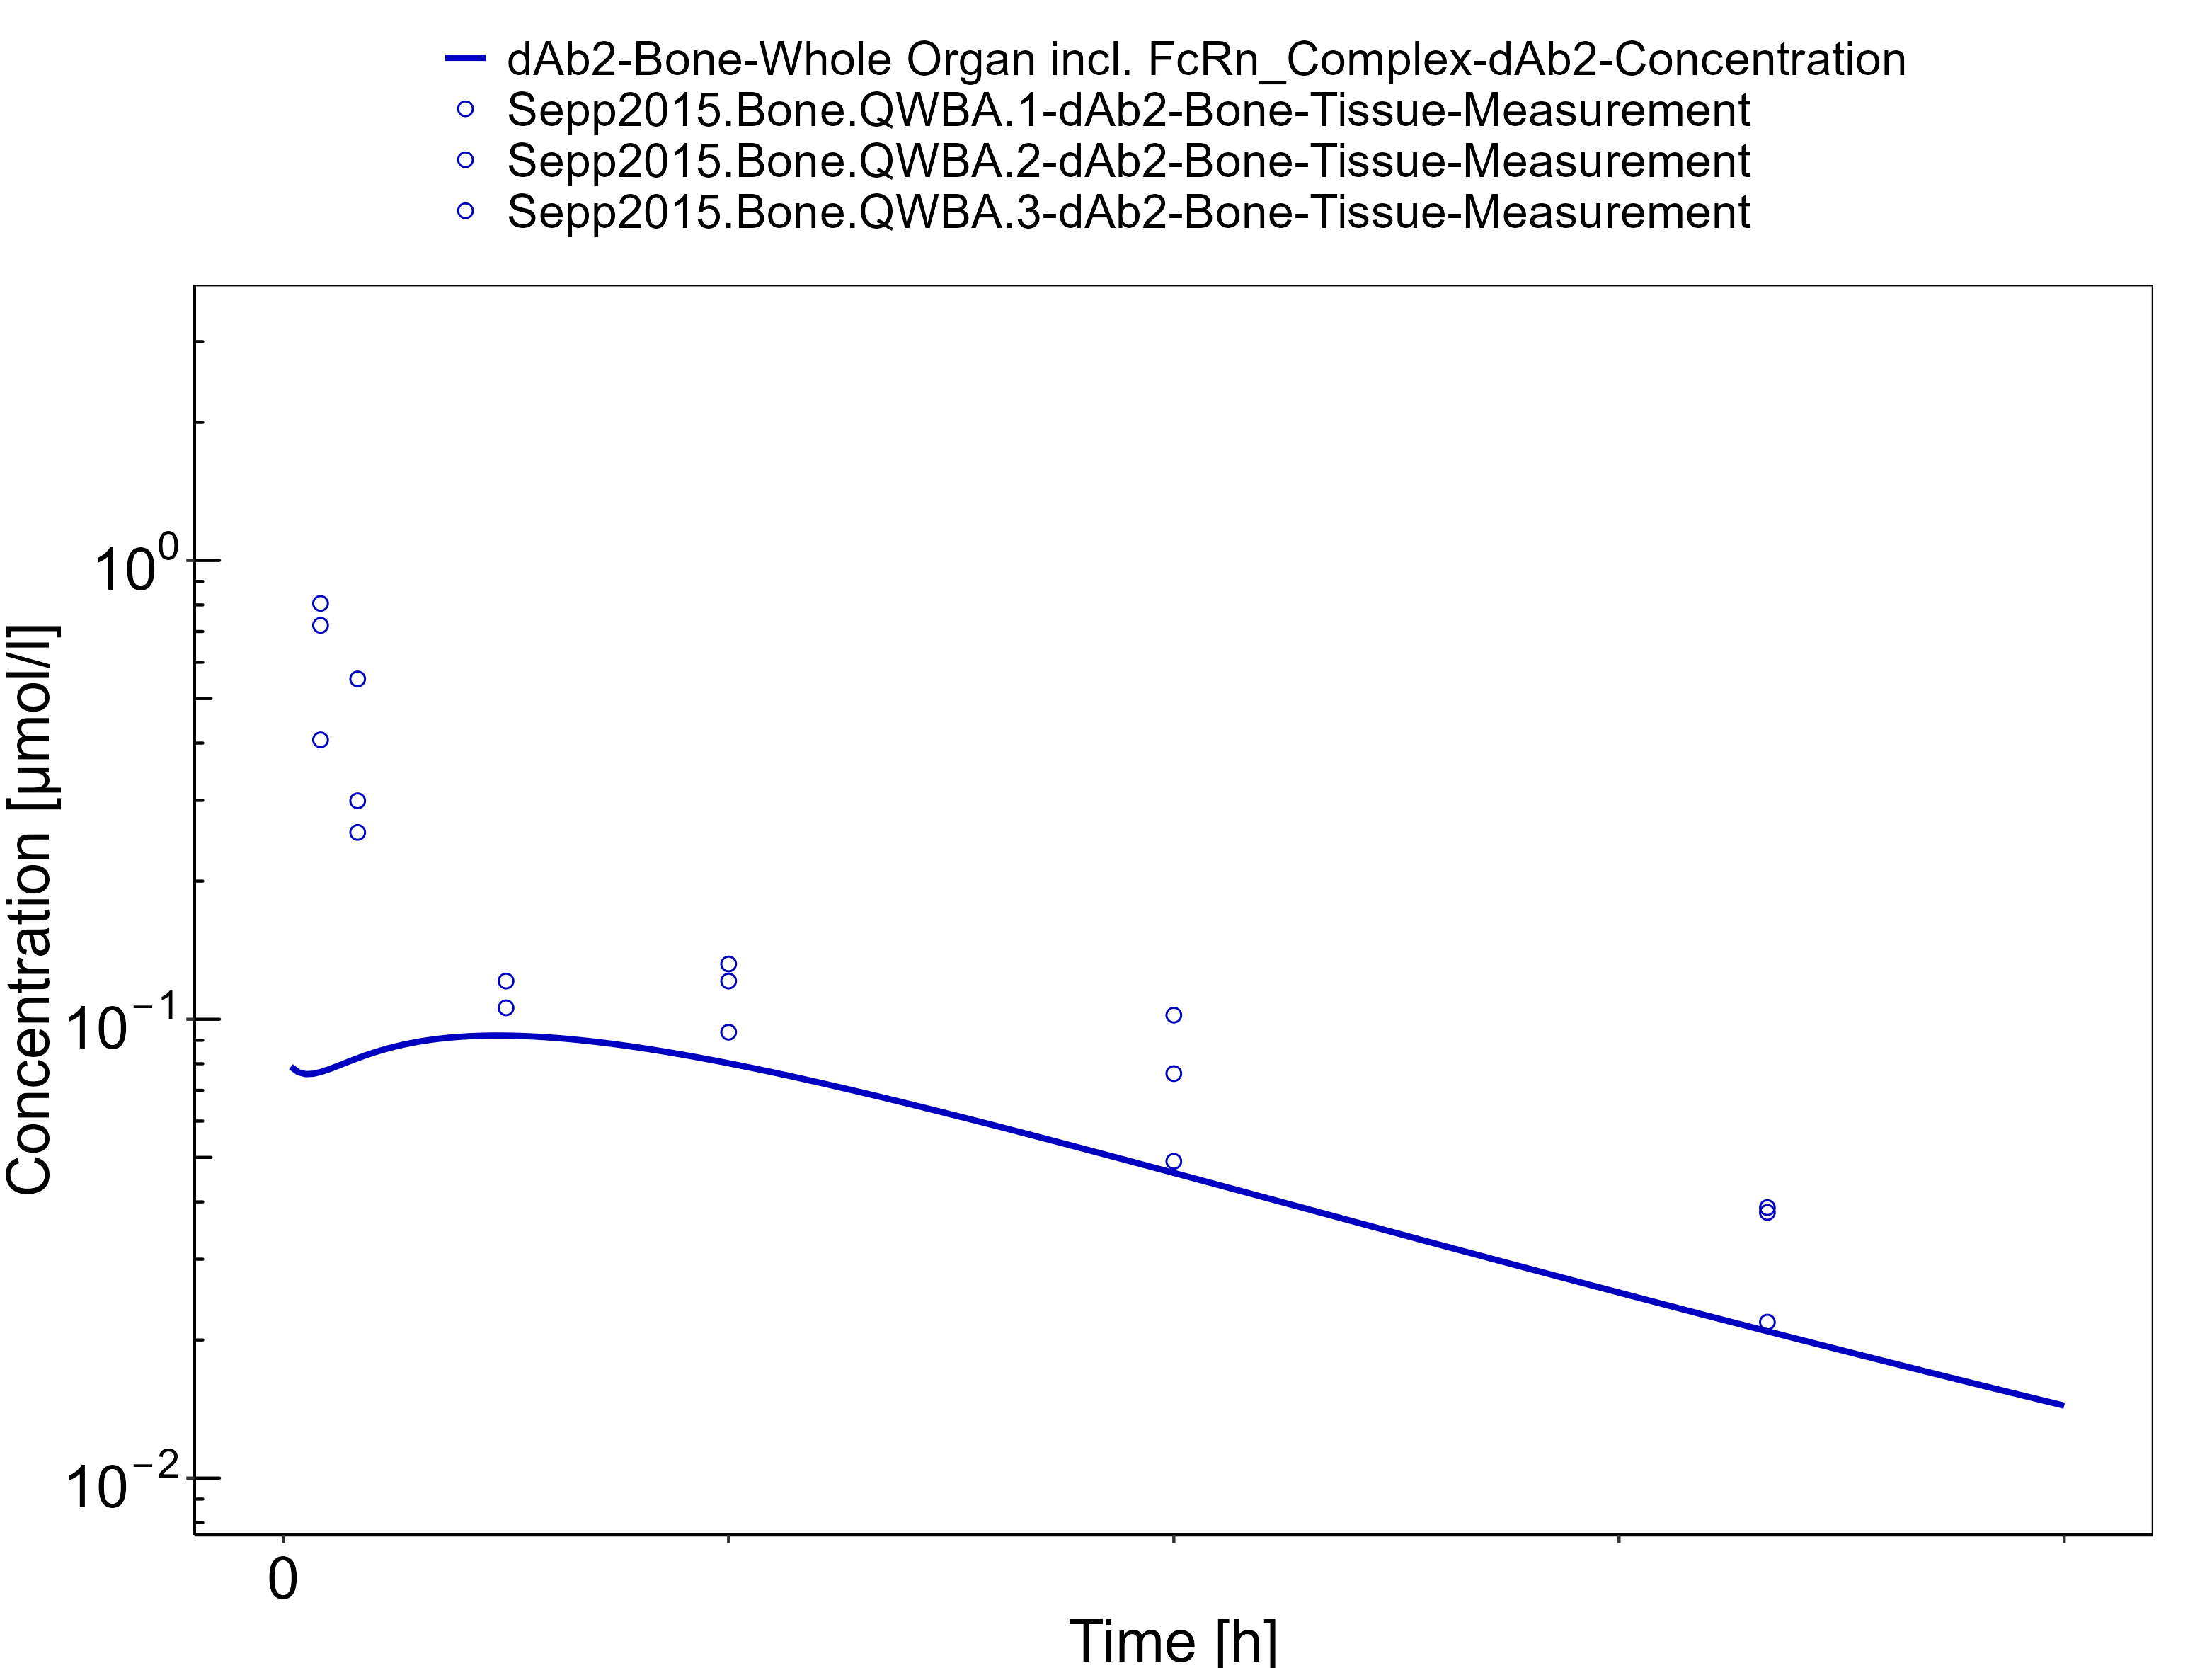 dAb2-Bone-Whole Organ incl. FcRn_Complex-dAb2-Concentration
Sepp2015.Bone.QWBA.1-dAb2-Bone-Tissue-Measurement
Sepp2015.Bone.QWBA.2-dAb2-Bone-Tissue-Measurement
Sepp2015.Bone.QWBA.3-dAb2-Bone-Tissue-Measurement
Concentration [µmol/l]
10⁰
10⁻¹
10⁻²
0
Time [h]